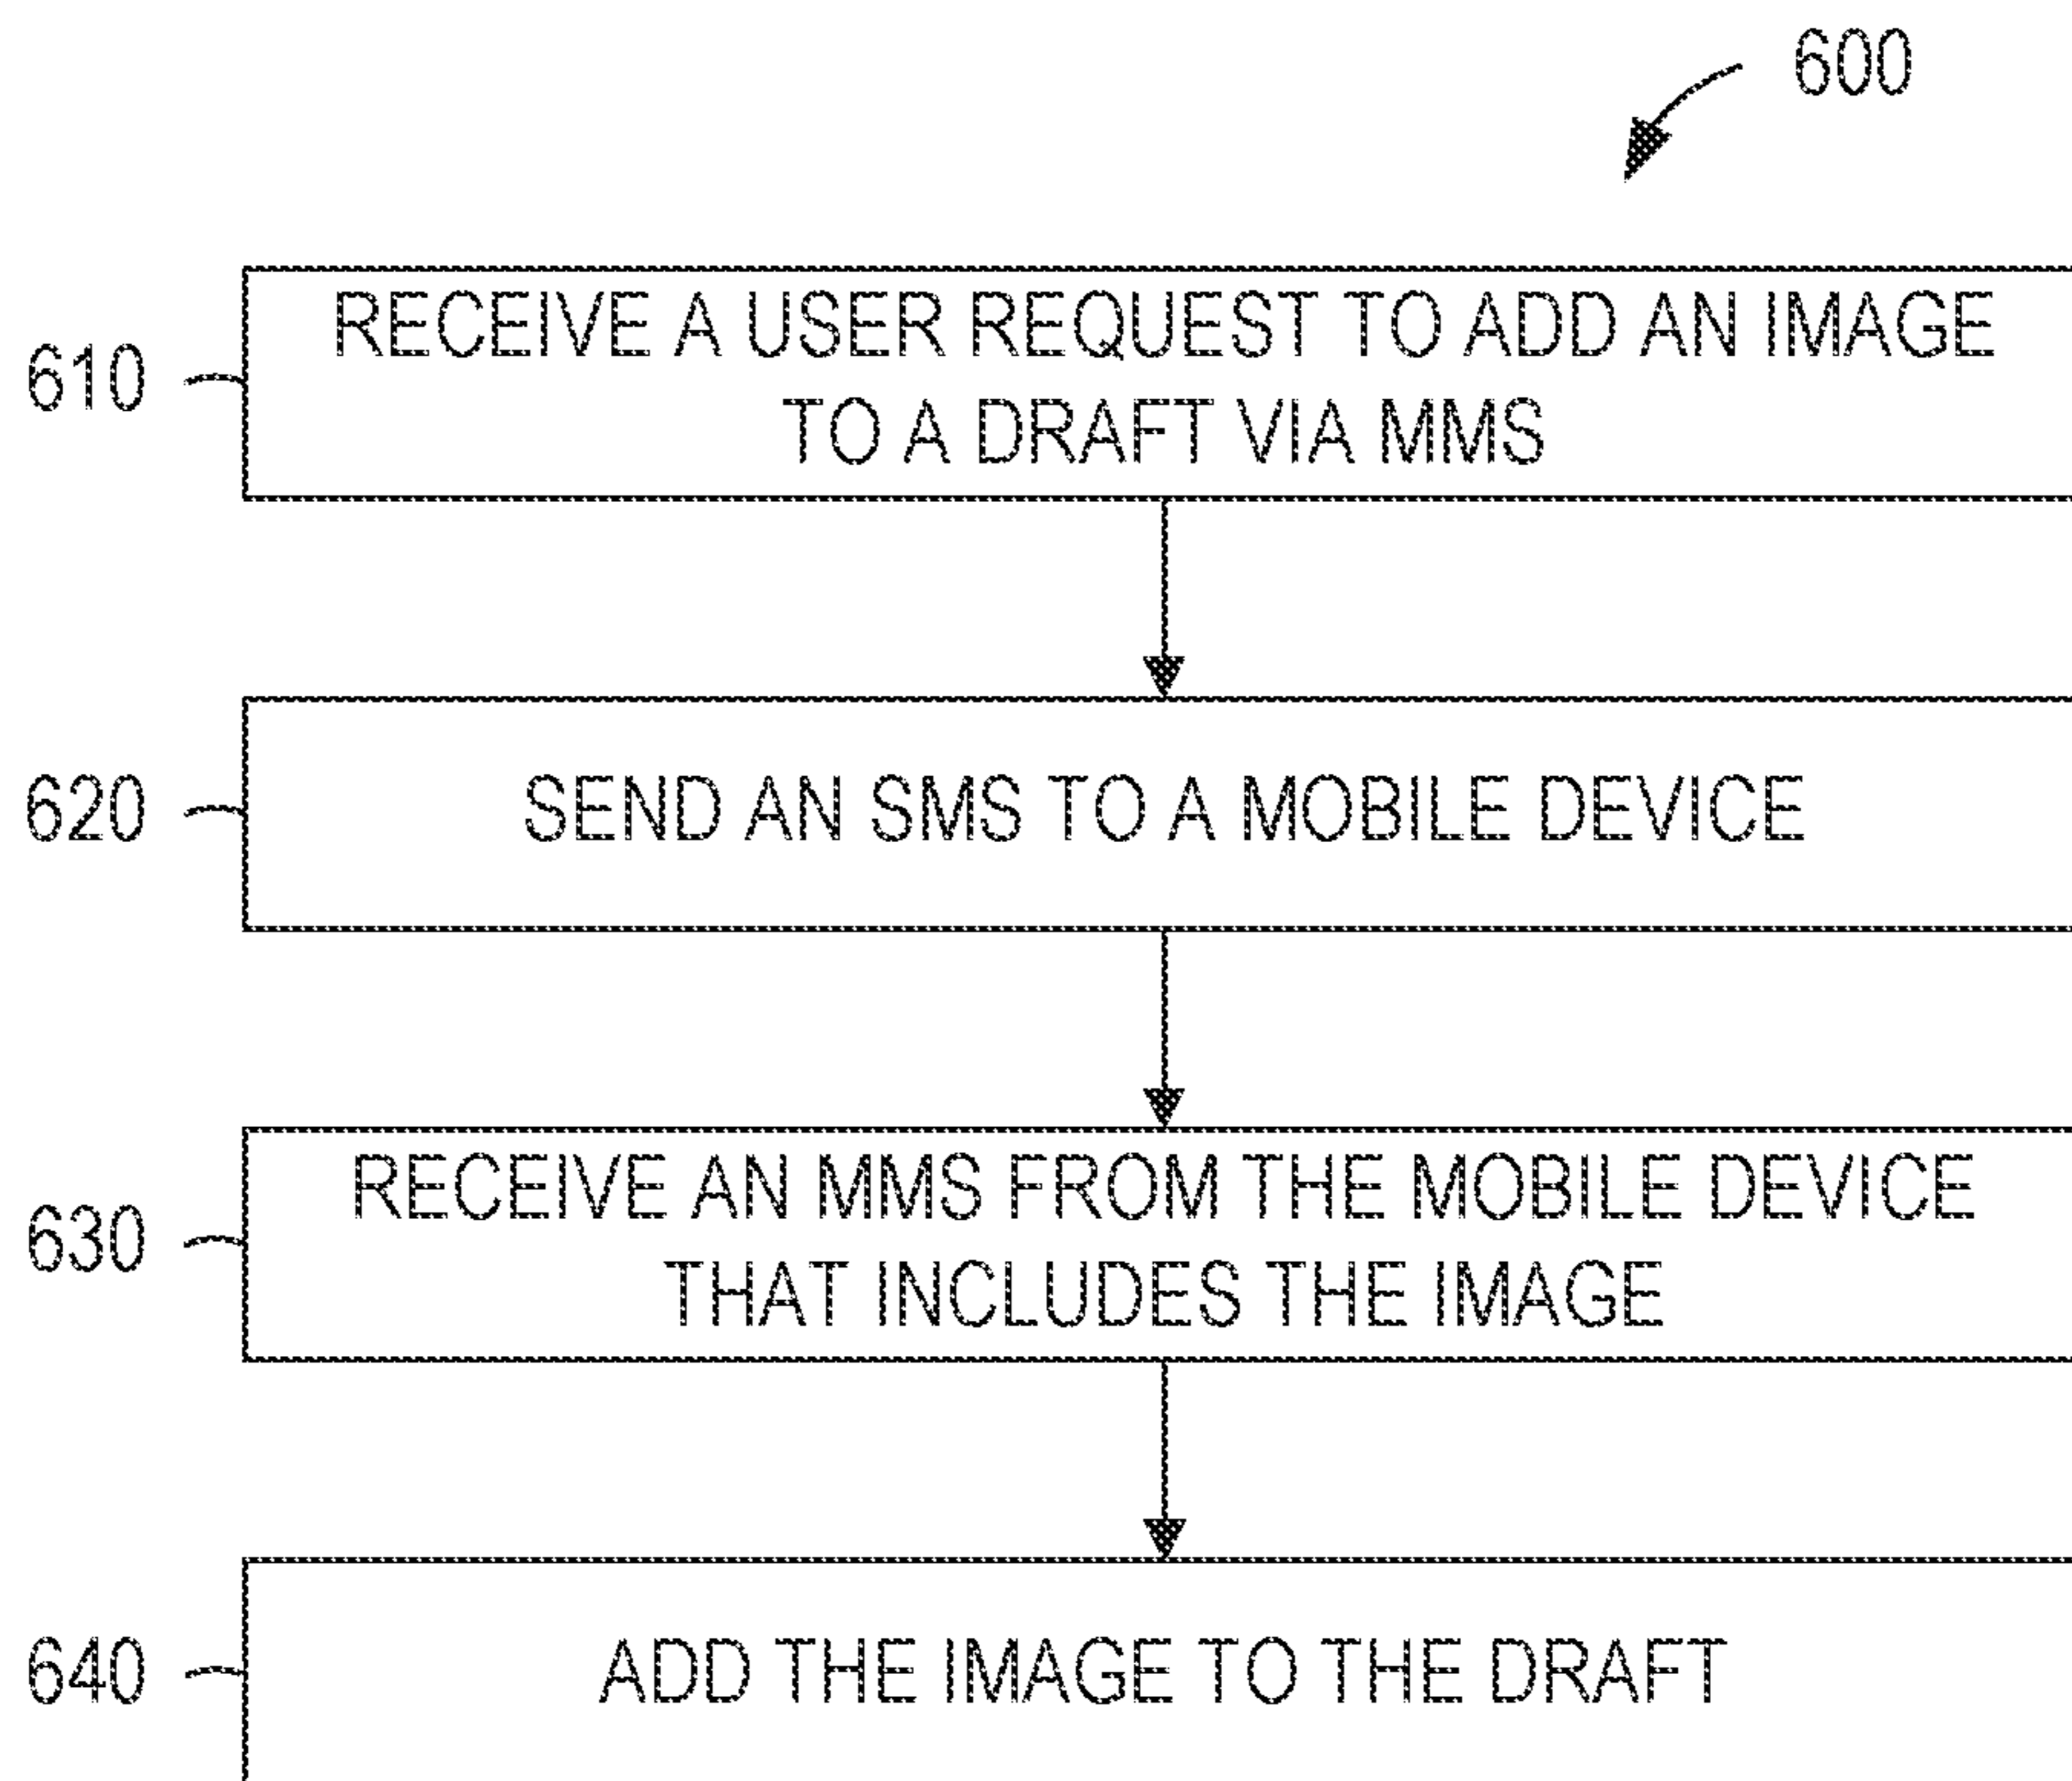 600
610
RECEIVE A USER REQUEST TO ADD AN IMAGE
TO A DRAFT VIA MMS
620
SEND AN SMS TO A MOBILE DEVICE
630
RECEIVE AN MMS FROM THE MOBILE DEVICE
THAT INCLUDES THE IMAGE
640
ADD THE IMAGE TO THE DRAFT